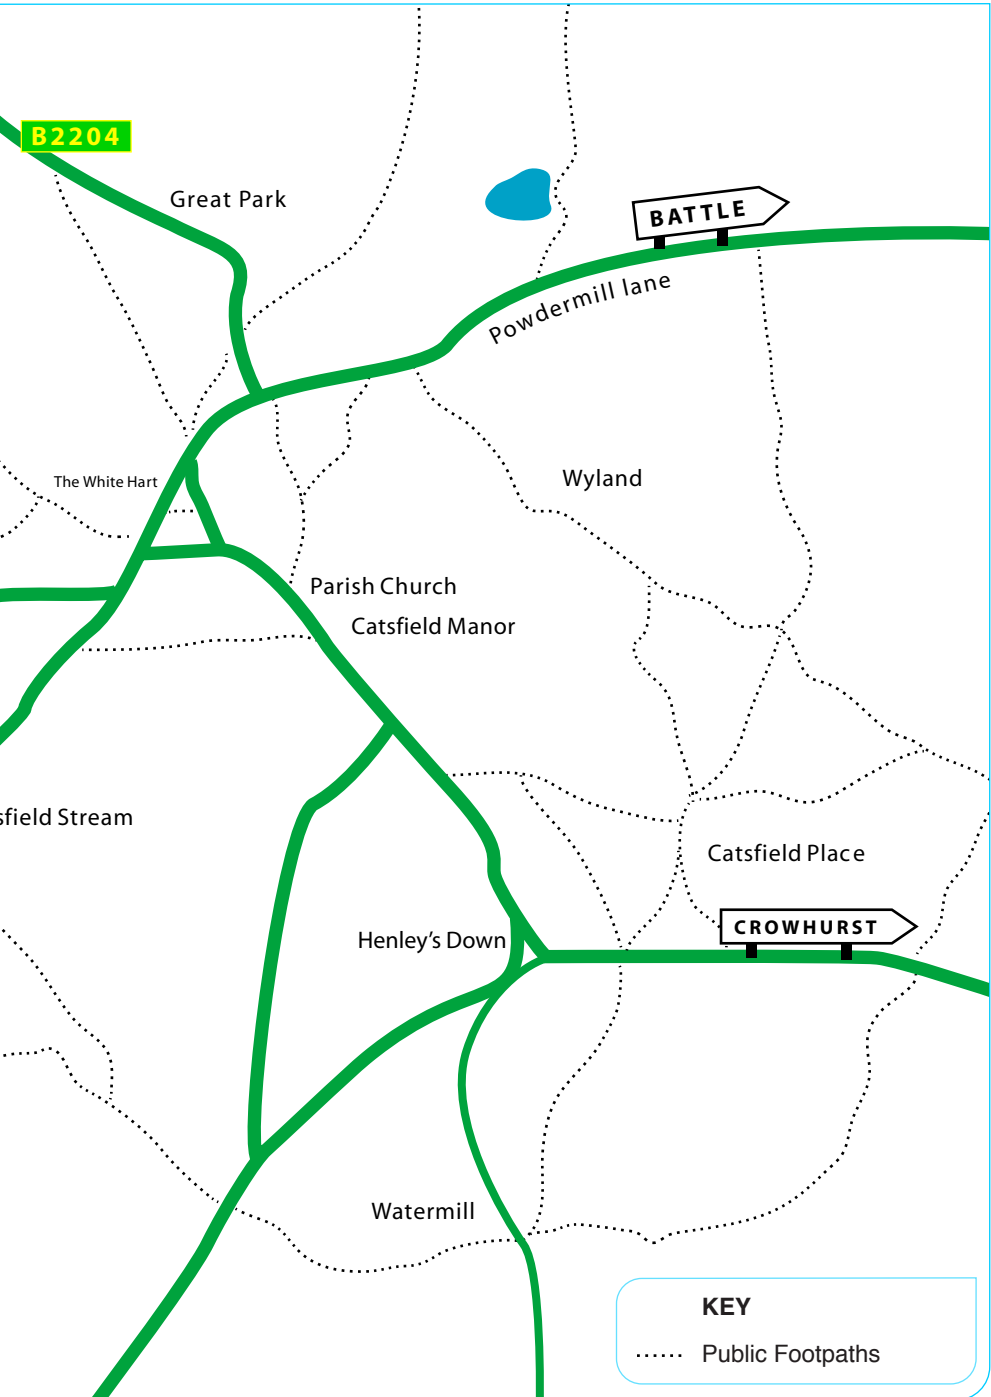 B2204
Great Park
BATTLE
Powdermill lane
The White Hart
Wyland
Parish Church
Catsfield Manor
sfield Stream
Catsfield Place
CROWHURST
Henley's Down
Watermill
KEY
Public Footpaths